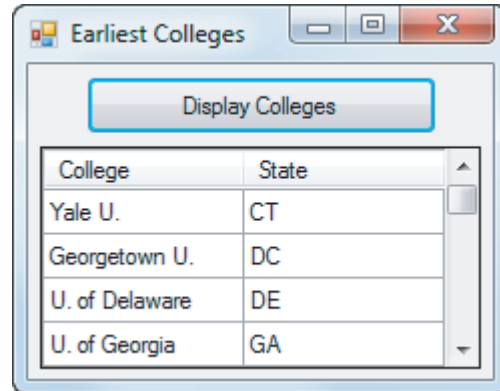 Earliest Colleges
Display Colleges
College State
Yale U. CT
Georgetown U. DC
U. of Delaware DE
U. of Georgia GA